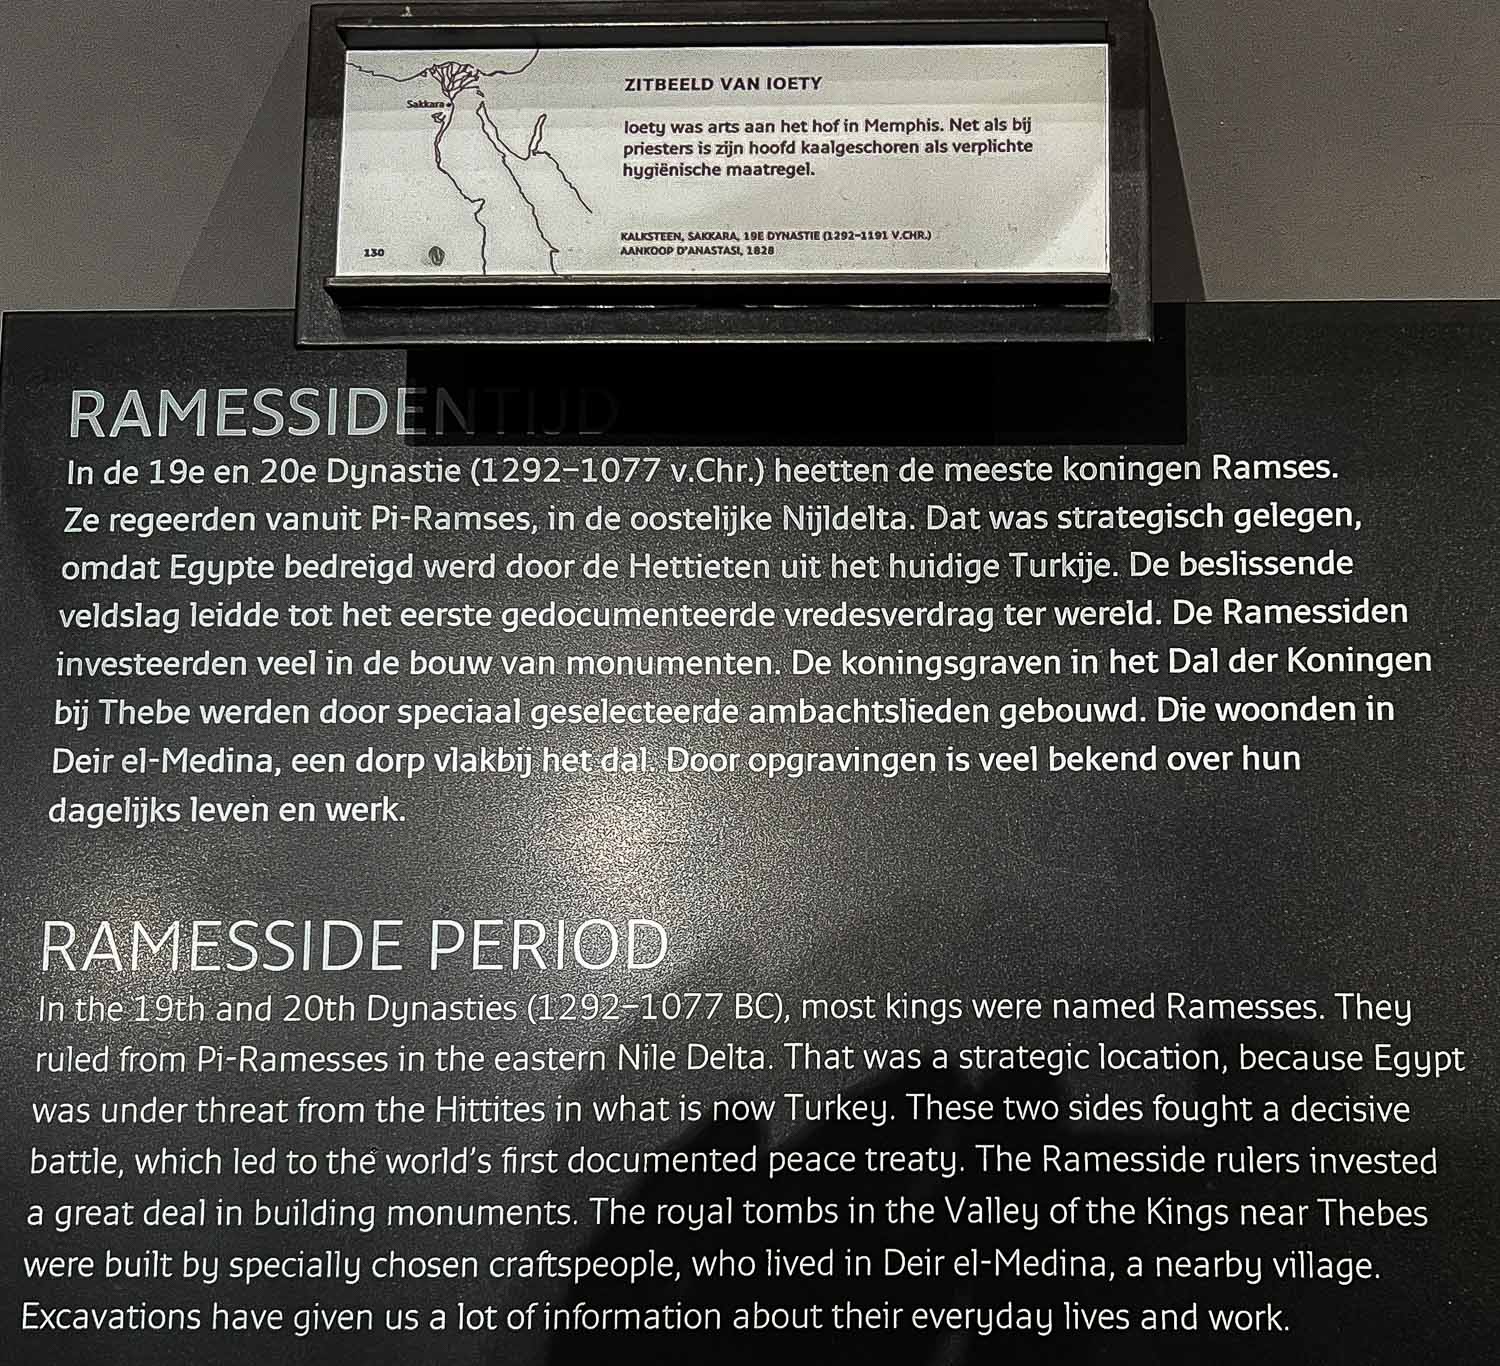 Sakkara
130
ZITBEELD VAN IOETY
Ioety was arts aan het hof in Memphis. Net als bij
priesters is zijn hoofd kaalgeschoren als verplichte
hygiënische maatregel.
KALKSTEEN, SAKKARA, 19E DYNASTIE (1292–1191 V.CHR.)
AANKOOP D'ANASTASI, 1828
RAMESSIDENTIJD
In de 19e en 20e Dynastie (1292–1077 v.Chr.) heetten de meeste koningen Ramses.
Ze regeerden vanuit Pi-Ramses, in de oostelijke Nijldelta. Dat was strategisch gelegen,
omdat Egypte bedreigd werd door de Hettieten uit het huidige Turkije. De beslissende
veldslag leidde tot het eerste gedocumenteerde vredesverdrag ter wereld. De Ramessiden
investeerden veel in de bouw van monumenten. De koningsgraven in het Dal der Koningen
bij Thebe werden door speciaal geselecteerde ambachtslieden gebouwd. Die woonden in
Deir el-Medina, een dorp vlakbij het dal. Door opgravingen is veel bekend over hun
dagelijks leven en werk.
RAMESSIDE PERIOD
In the 19th and 20th Dynasties (1292–1077 BC), most kings were named Ramesses. They
ruled from Pi-Ramesses in the eastern Nile Delta. That was a strategic location, because Egypt
was under threat from the Hittites in what is now Turkey. These two sides fought a decisive
battle, which led to the world's first documented peace treaty. The Ramesside rulers invested
a great deal in building monuments. The royal tombs in the Valley of the Kings near Thebes
were built by specially chosen craftspeople, who lived in Deir el-Medina, a nearby village.
Excavations have given us a lot of information about their everyday lives and work.